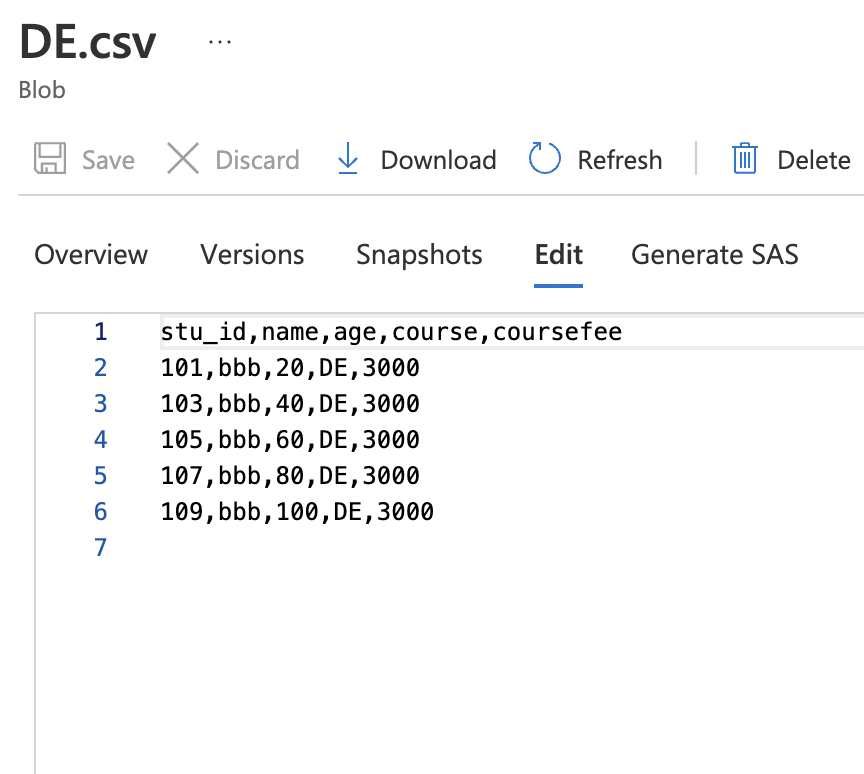 DE.csv ...
Blob
Save Discard Download Refresh Delete
Overview Versions Snapshots Edit Generate SAS
1 stu_id,name,age,course,coursefee
2 101,bbb,20,DE,3000
3 103,bbb,40,DE,3000
4 105,bbb,60,DE,3000
5 107,bbb,80,DE,3000
6 109,bbb,100,DE,3000
7